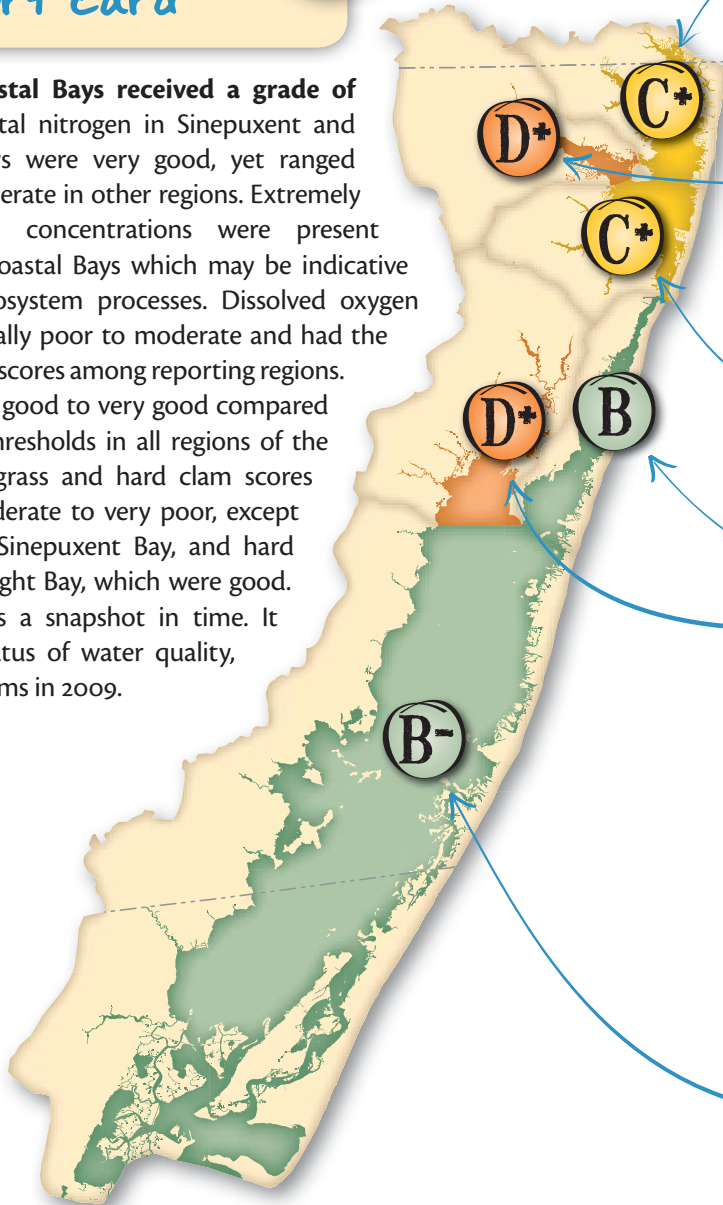 Card
stal Bays received a grade of
tal nitrogen in Sinepuxent and
s were very good, yet ranged
erate in other regions. Extremely
concentrations were present
oastal Bays which may be indicative
osystem processes. Dissolved oxygen
ally poor to moderate and had the
scores among reporting regions.
good to very good compared
hresholds in all regions of the
grass and hard clam scores
derate to very poor, except
Sinepuxent Bay, and hard
ght Bay, which were good.
s a snapshot in time. It
atus of water quality,
ms in 2009.
C+
D+
C+
B
D+
B-